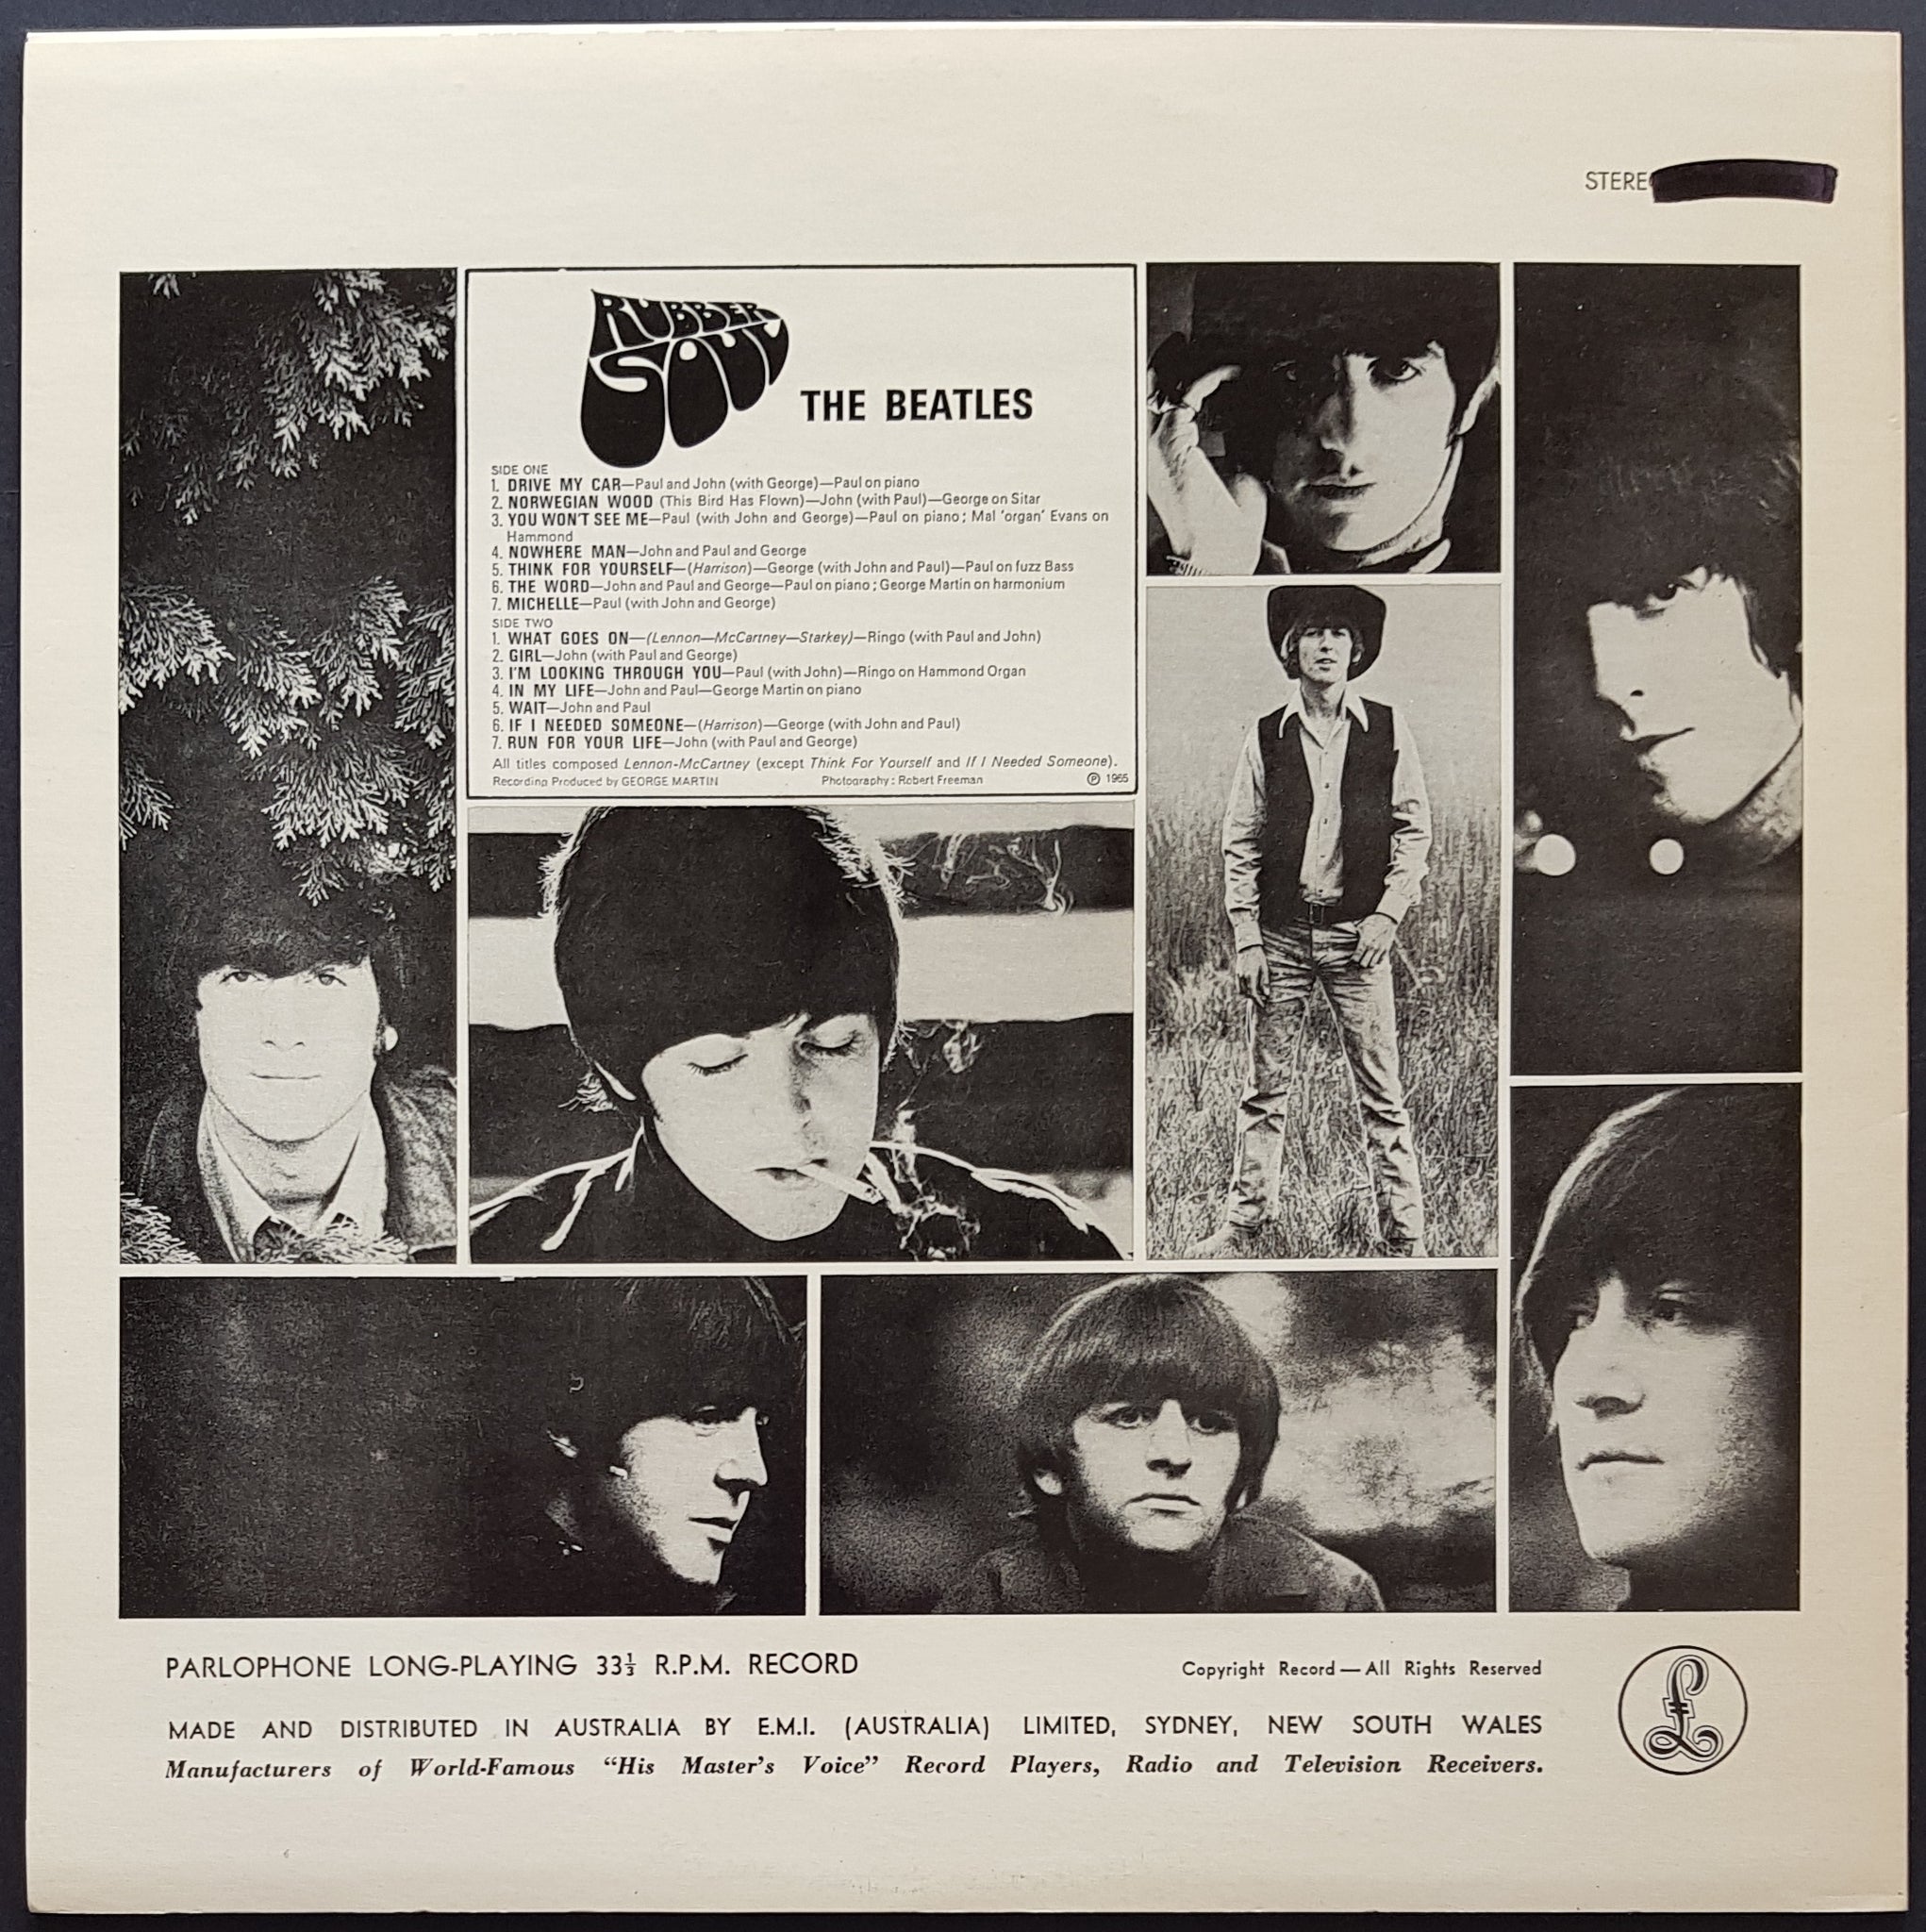 STERE
RUBBER
SOUL
THE BEATLES
SIDE ONE
1. DRIVE MY CAR—Paul and John (with George)—Paul on piano
2. NORWEGIAN WOOD (This Bird Has Flown)—John (with Paul)—George on Sitar
3. YOU WON'T SEE ME—Paul (with John and George)—Paul on piano; Mal 'organ' Evans on
Hammond
4. NOWHERE MAN—John and Paul and George
5. THINK FOR YOURSELF—(Harrison)—George (with John and Paul)—Paul on fuzz Bass
6. THE WORD—John and Paul and George—Paul on piano; George Martin on harmonium
7. MICHELLE—Paul (with John and George)
SIDE TWO
1. WHAT GOES ON—(Lennon—McCartney—Starkey)—Ringo (with Paul and John)
2. GIRL—John (with Paul and George)
3. I'M LOOKING THROUGH YOU—Paul (with John)—Ringo on Hammond Organ
4. IN MY LIFE—John and Paul—George Martin on piano
5. WAIT—John and Paul
6. IF I NEEDED SOMEONE—(Harrison)—George (with John and Paul)
7. RUN FOR YOUR LIFE—John (with Paul and George)
All titles composed Lennon-McCartney (except Think For Yourself and If I Needed Someone).
Recording Produced by GEORGE MARTIN Photography: Robert Freeman ℗ 1965
PARLOPHONE LONG-PLAYING 33⅓ R.P.M. RECORD
Copyright Record—All Rights Reserved
MADE AND DISTRIBUTED IN AUSTRALIA BY E.M.I. (AUSTRALIA) LIMITED, SYDNEY, NEW SOUTH WALES
Manufacturers of World-Famous "His Master's Voice" Record Players, Radio and Television Receivers.
£